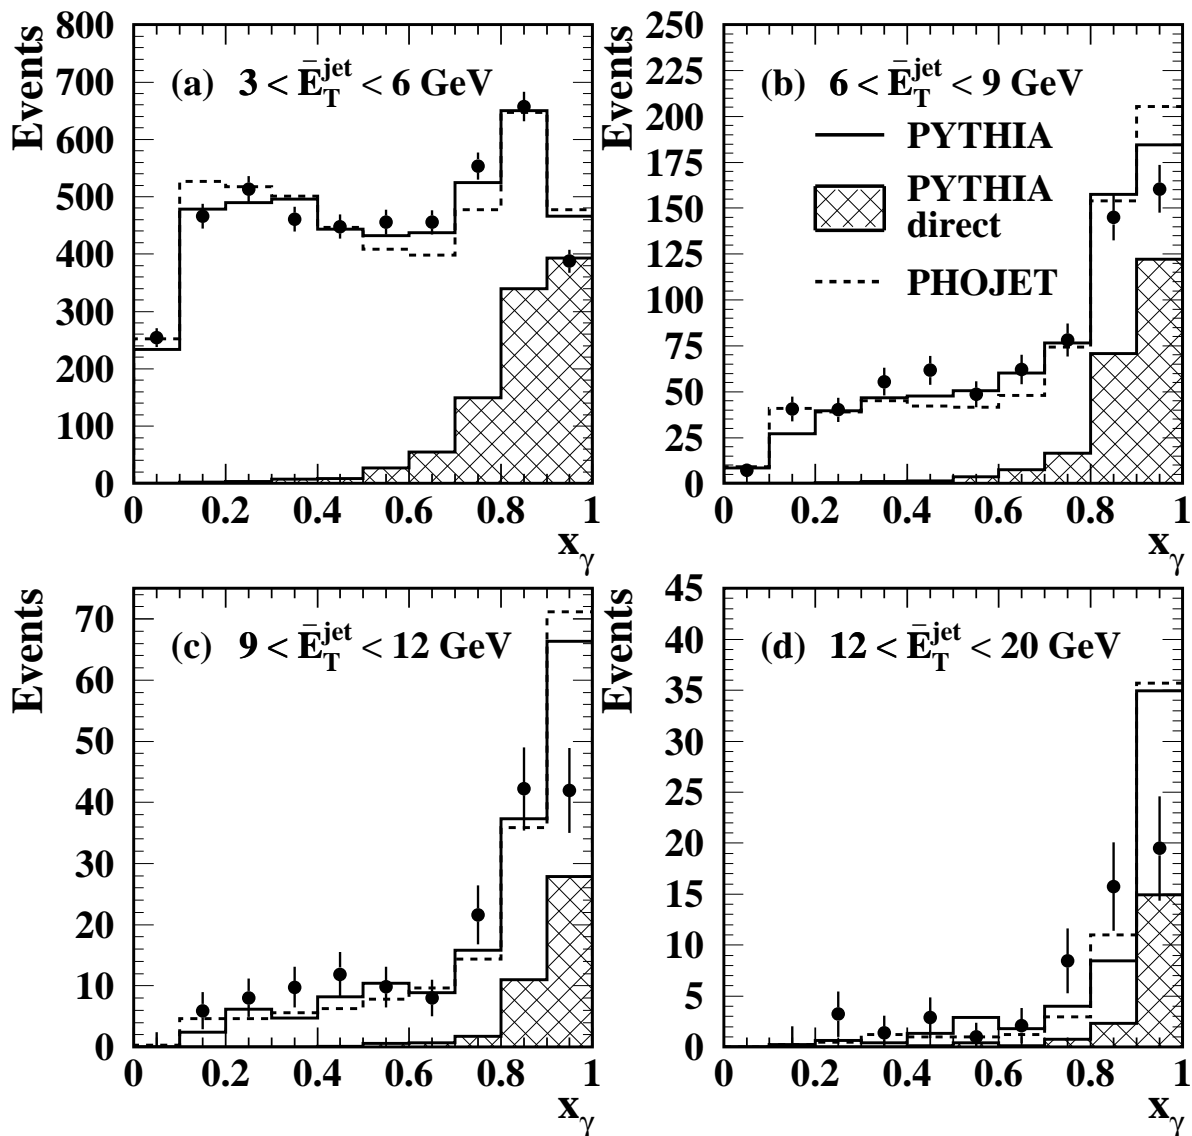 Events
800
700
600
500
400
300
200
100
0
(a) 3 < Ē_T^jet < 6 GeV
0 0.2 0.4 0.6 0.8 1
x_γ
Events
250
225
200
175
150
125
100
75
50
25
0
(b) 6 < Ē_T^jet < 9 GeV
PYTHIA
PYTHIA
direct
PHOJET
0 0.2 0.4 0.6 0.8 1
x_γ
Events
70
60
50
40
30
20
10
0
(c) 9 < Ē_T^jet < 12 GeV
0 0.2 0.4 0.6 0.8 1
x_γ
Events
45
40
35
30
25
20
15
10
5
0
(d) 12 < Ē_T^jet < 20 GeV
0 0.2 0.4 0.6 0.8 1
x_γ